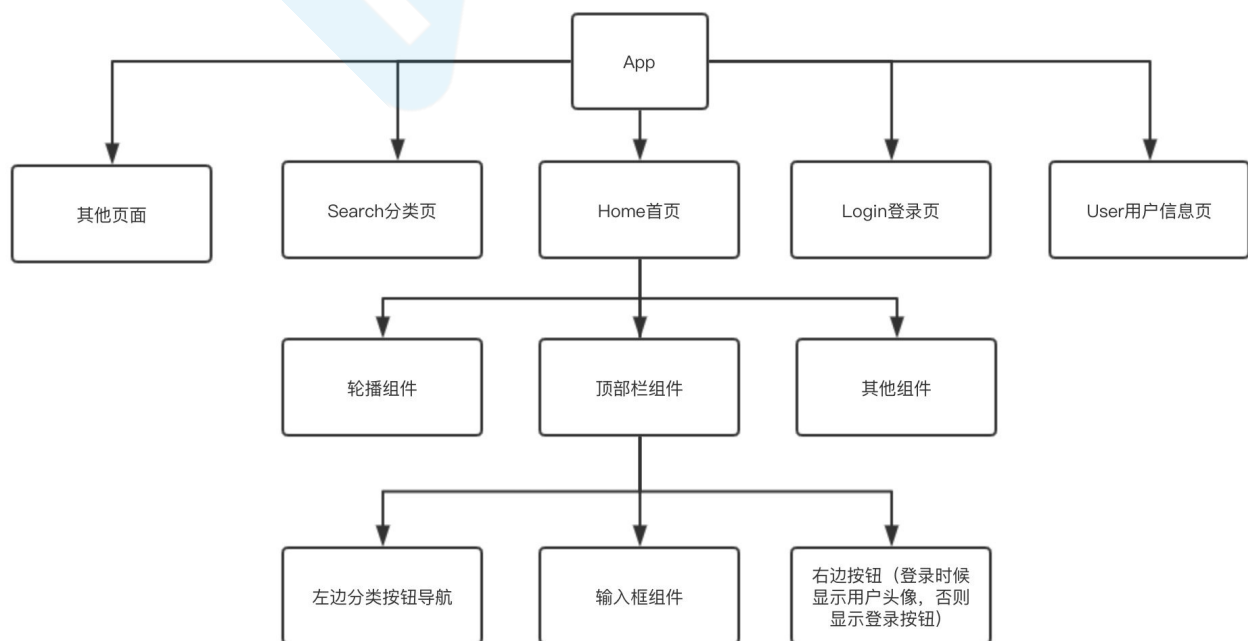 App
其他页面
Search分类页
Home首页
Login登录页
User用户信息页
轮播组件
顶部栏组件
其他组件
左边分类按钮导航
输入框组件
右边按钮（登录时候
显示用户头像，否则
显示登录按钮）